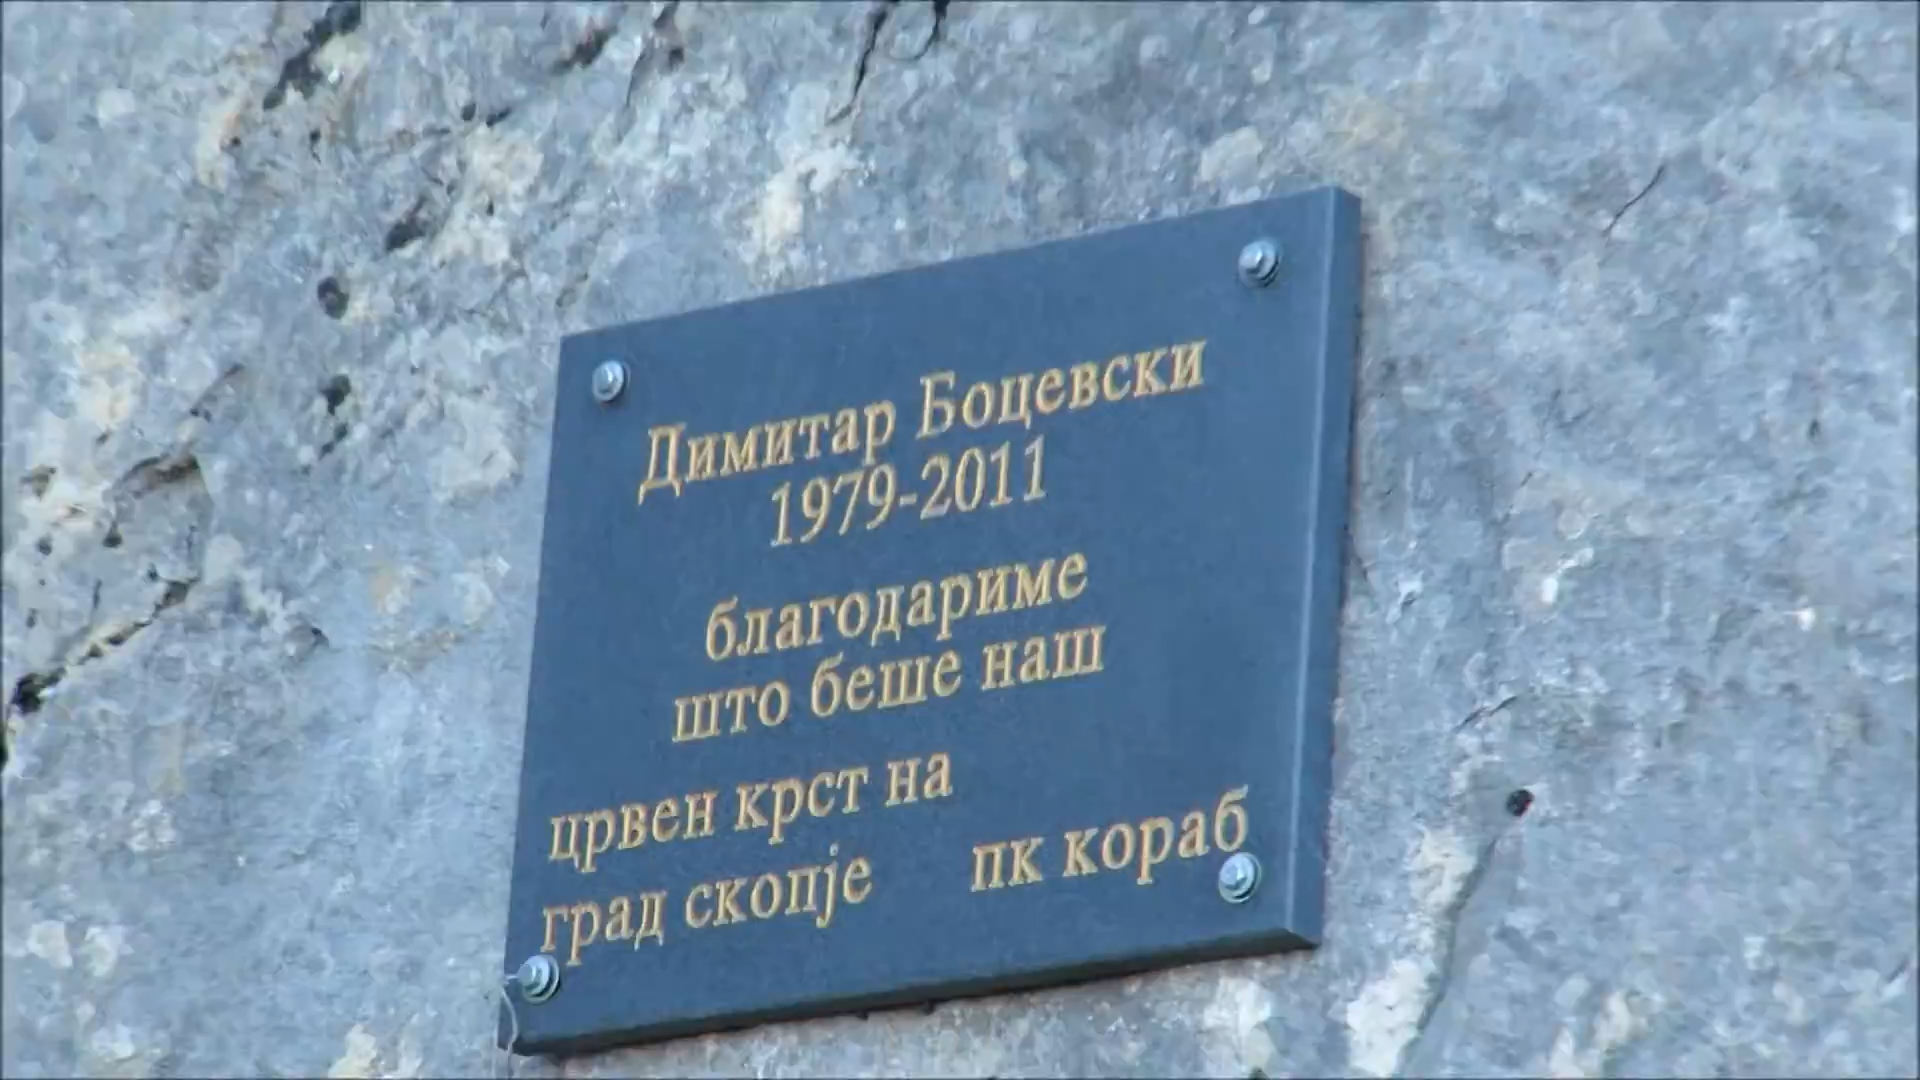 Димитар Боцевски
1979-2011
благодариме
што беше наш
црвен крст на
град скопје
пк кораб